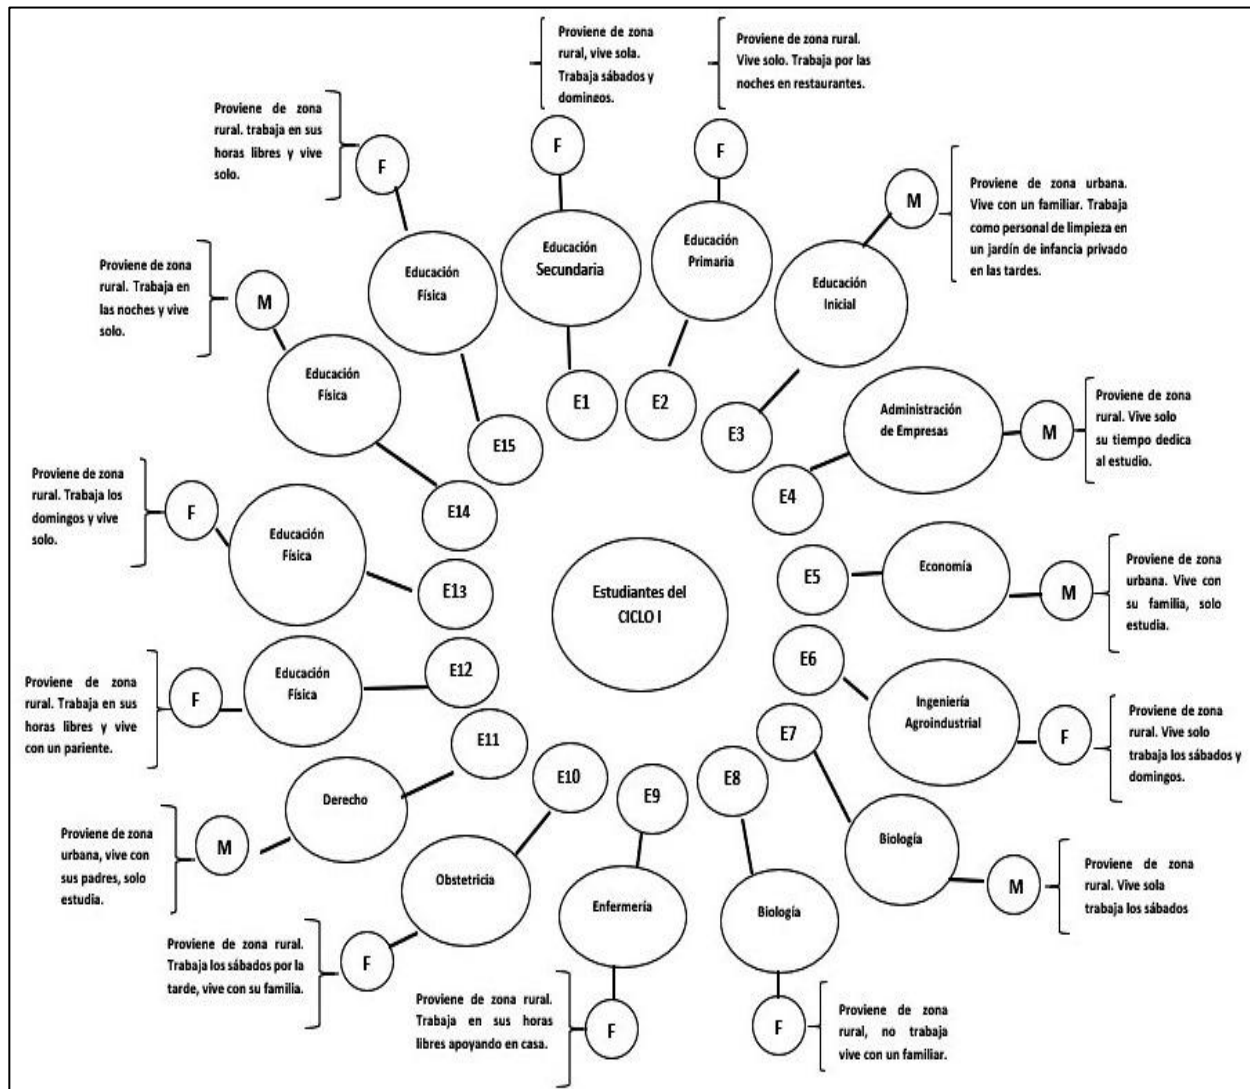 Proviene de zona
rural, vive sola.
Trabaja sábados y
domingos.
Proviene de zona rural.
Vive solo. Trabaja por las
noches en restaurantes.
Proviene de zona
rural. trabaja en sus
horas libres y vive
solo.
F
F
F
Proviene de zona urbana.
Vive con un familiar. Trabaja
como personal de limpieza en
un jardín de infancia privado
en las tardes.
M
Educación
Secundaria
Educación
Primaria
Educación
Inicial
Educación
Física
Proviene de zona
rural. Trabaja en
las noches y vive
solo.
M
Educación
Física
E1
E2
E3
E15
Administración
de Empresas
M
Proviene de zona
rural. Vive solo
su tiempo dedica
al estudio.
E4
E14
Proviene de zona
rural. Trabaja los
domingos y vive
solo.
F
Educación
Física
E13
Estudiantes del
CICLO I
E5
Economía
M
Proviene de zona
urbana. Vive con
su familia, solo
estudia.
Proviene de zona
rural. Trabaja en sus
horas libres y vive
con un pariente.
F
Educación
Física
E12
E6
Ingeniería
Agroindustrial
F
Proviene de zona
rural. Vive solo
trabaja los sábados y
domingos.
E11
E10
E9
E8
E7
Derecho
M
Proviene de zona
urbana, vive con
sus padres, solo
estudia.
Biología
M
Proviene de zona
rural. Vive sola
trabaja los sábados
Obstetricia
Enfermería
Biología
Proviene de zona rural.
Trabaja los sábados por la
tarde, vive con su familia.
F
Proviene de zona rural.
Trabaja en sus horas
libres apoyando en casa.
F
F
Proviene de zona
rural, no trabaja
vive con un familiar.